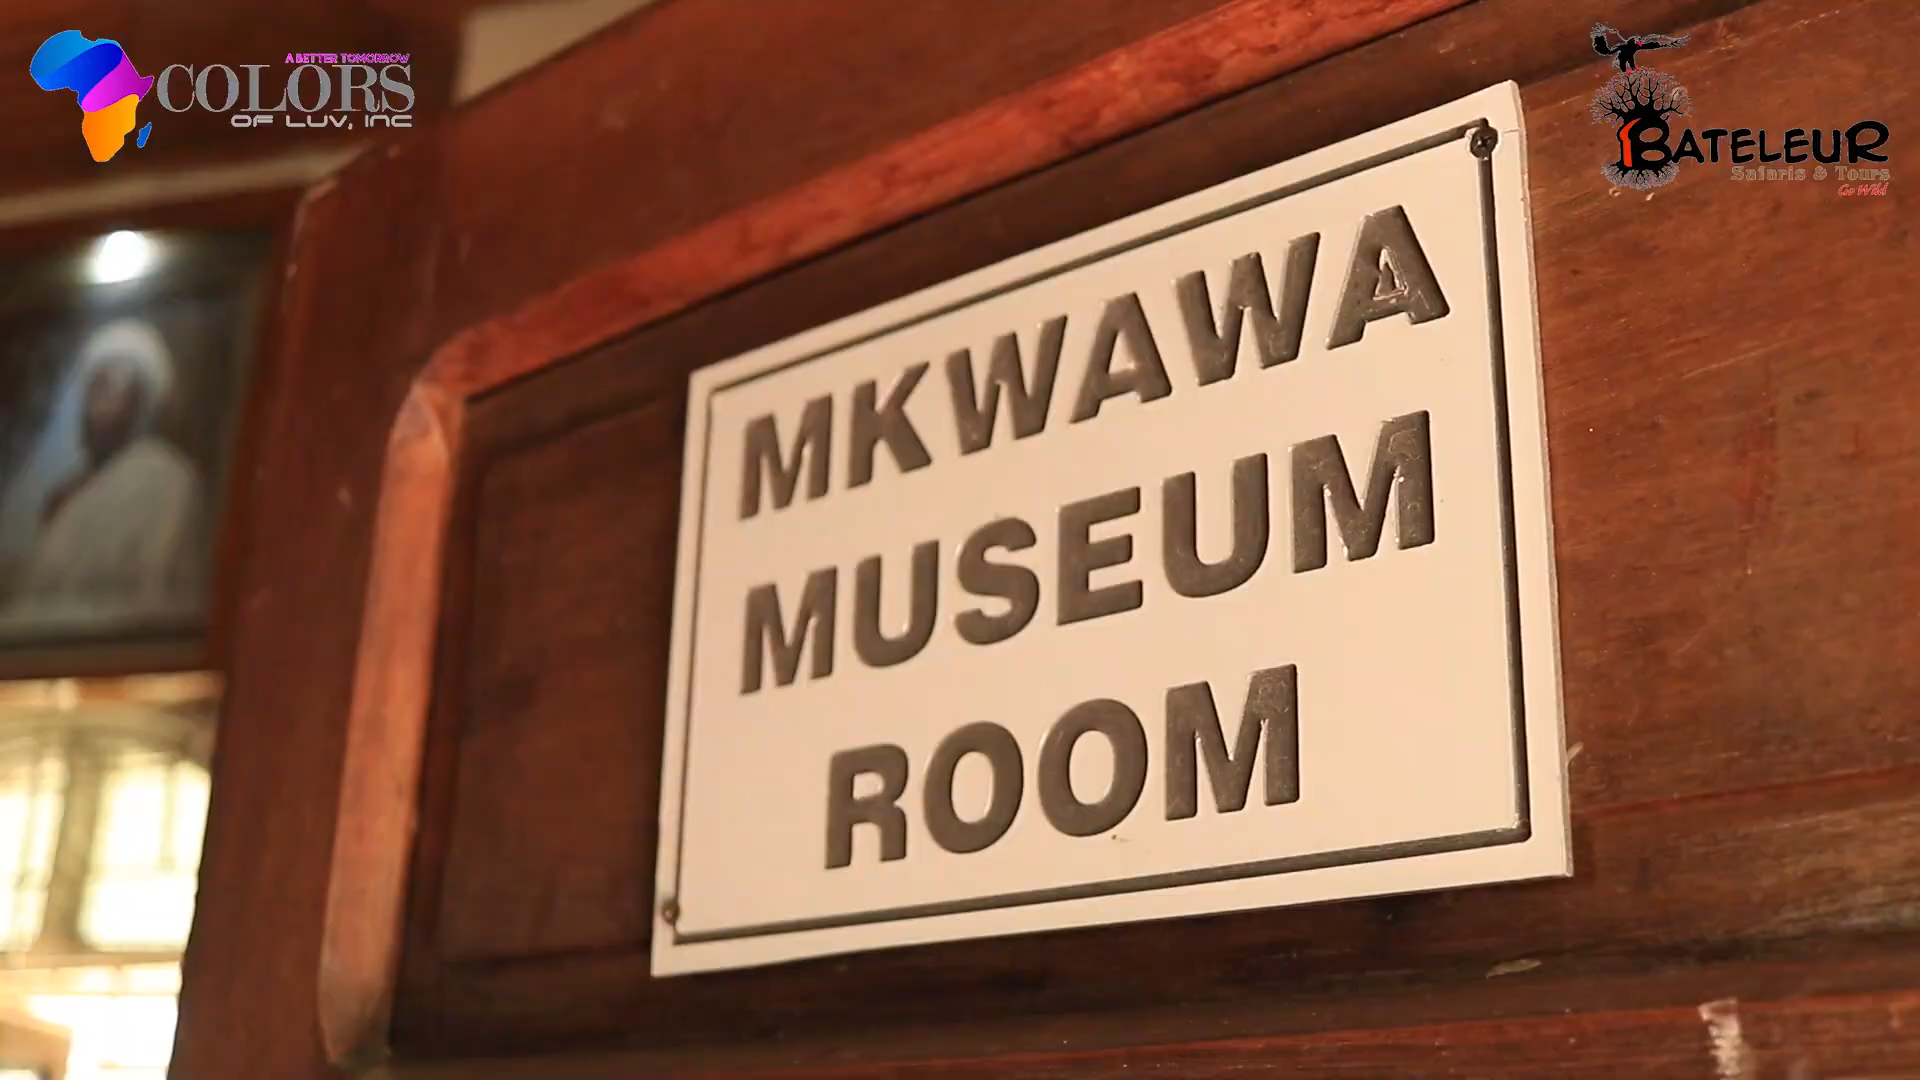 A BETTER TOMORROW
COLORS
OF LUV, INC
BATELEUR
Safaris & Tours
Go Wild
MKWAWA
MUSEUM
ROOM